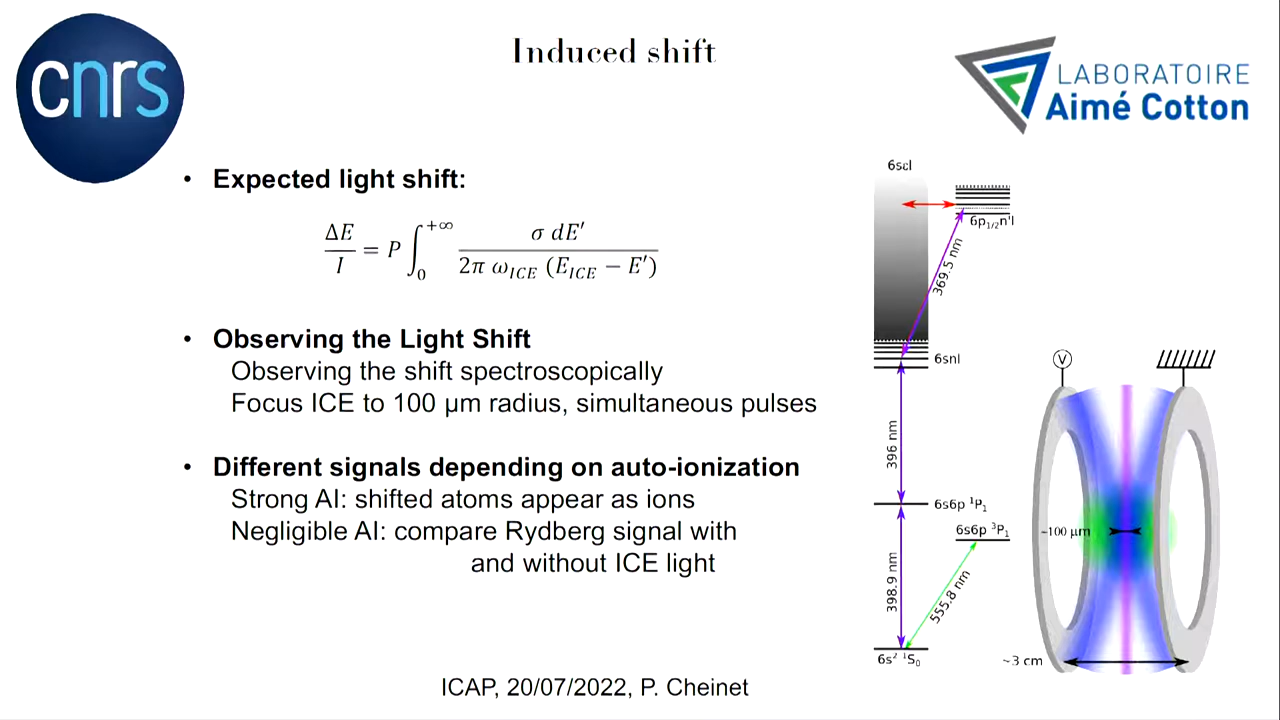 cnrs
Induced shift
LABORATOIRE
Aimé Cotton
• Expected light shift:
ΔE/I = P ∫₀⁺∞ σ dE′ / 2π ω_ICE (E_ICE − E′)
• Observing the Light Shift
Observing the shift spectroscopically
Focus ICE to 100 µm radius, simultaneous pulses
• Different signals depending on auto-ionization
Strong AI: shifted atoms appear as ions
Negligible AI: compare Rydberg signal with
and without ICE light
6sεl
6p₁/₂n'l
369.5 nm
6snl
396 nm
6s6p ¹P₁
6s6p ³P₁
398.9 nm
555.8 nm
6s² ¹S₀
V
~100 µm
~3 cm
ICAP, 20/07/2022, P. Cheinet